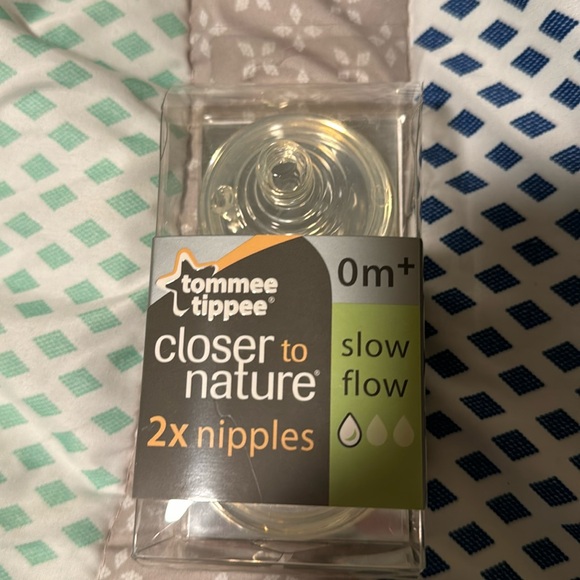 tommee
tippee®
closer to
nature®
2x nipples
0m+
slow
flow